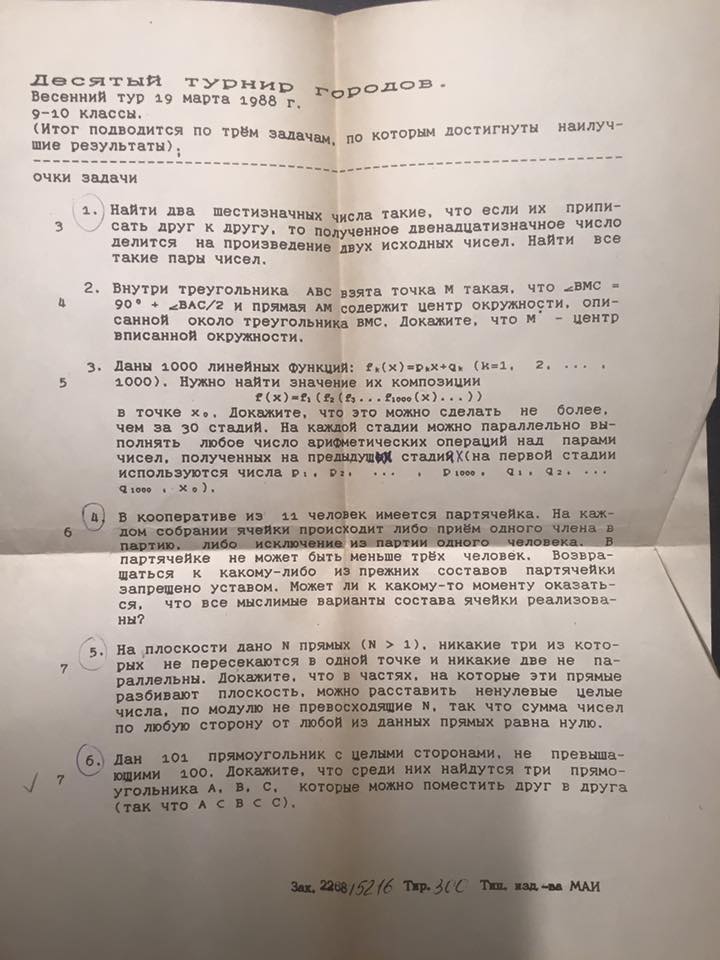 Десятый турнир городов.
Весенний тур 19 марта 1988 г.
9-10 классы.
(Итог подводится по трём задачам, по которым достигнуты наилуч-
шие результаты);
очки задачи
1. Найти два шестизначных числа такие, что если их припи-
3 сать друг к другу, то полученное двенадцатизначное число
делится на произведение двух исходных чисел. Найти все
такие пары чисел.
2. Внутри треугольника ABC взята точка M такая, что ∠BMC =
4 90° + ∠BAC/2 и прямая AM содержит центр окружности, опи-
санной около треугольника BMC. Докажите, что M - центр
вписанной окружности.
3. Даны 1000 линейных функций: fₖ(x)=pₖx+qₖ (k=1, 2, ... ,
5 1000). Нужно найти значение их композиции
f(x)=f₁(f₂(f₃...f₁₀₀₀(x)...))
в точке x₀. Докажите, что это можно сделать не более,
чем за 30 стадий. На каждой стадии можно параллельно вы-
полнять любое число арифметических операций над парами
чисел, полученных на предыдущих стадиях (на первой стадии
используются числа p₁, p₂, ... , p₁₀₀₀, q₁, q₂, ...
q₁₀₀₀, x₀).
4. В кооперативе из 11 человек имеется партячейка. На каж-
6 дом собрании ячейки происходит либо приём одного члена в
партию, либо исключение из партии одного человека. В
партячейке не может быть меньше трёх человек. Возвра-
щаться к какому-либо из прежних составов партячейки
запрещено уставом. Может ли к какому-то моменту оказать-
ся, что все мыслимые варианты состава ячейки реализова-
ны?
5. На плоскости дано N прямых (N > 1), никакие три из кото-
7 рых не пересекаются в одной точке и никакие две не па-
раллельны. Докажите, что в частях, на которые эти прямые
разбивают плоскость, можно расставить ненулевые целые
числа, по модулю не превосходящие N, так что сумма чисел
по любую сторону от любой из данных прямых равна нулю.
6. Дан 101 прямоугольник с целыми сторонами, не превыша-
7 ющими 100. Докажите, что среди них найдутся три прямо-
угольника A, B, C, которые можно поместить друг в друга
(так что A ⊂ B ⊂ C).
Зак. 2268/15216 Тир. 300 Тип. изд-ва МАИ